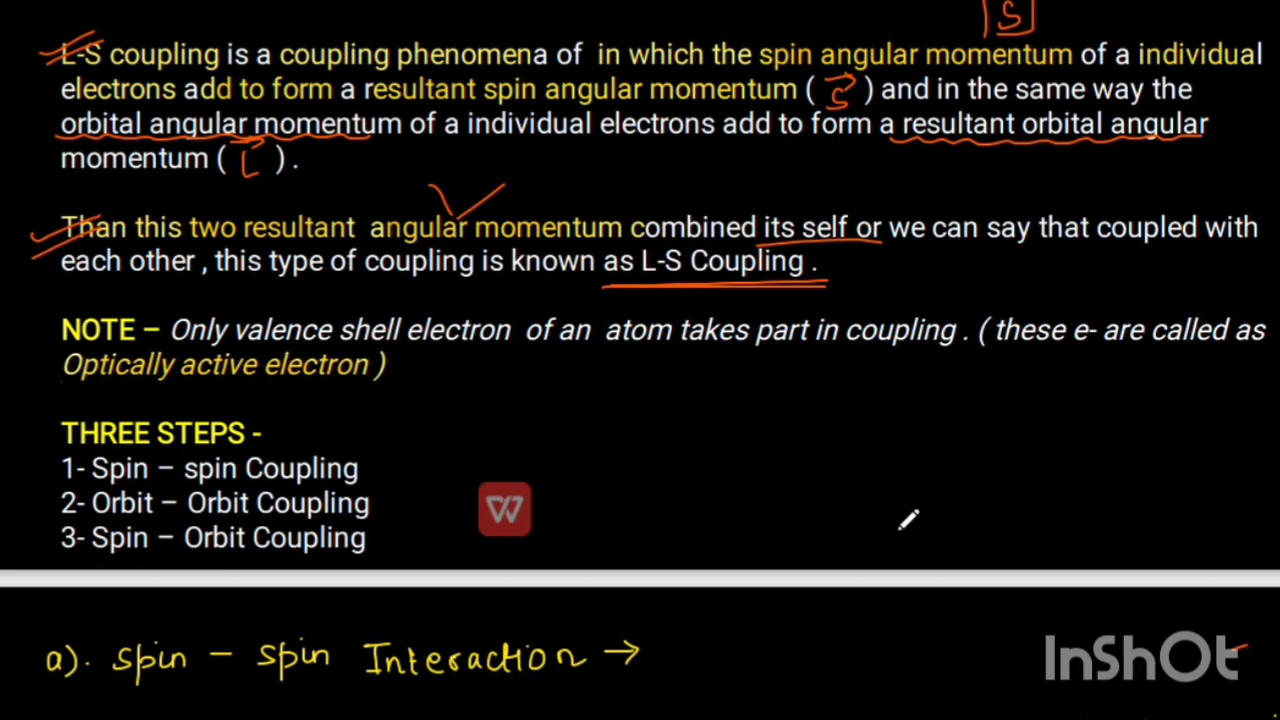 S
L-S coupling is a coupling phenomena of in which the spin angular momentum of a individual
electrons add to form a resultant spin angular momentum ( S ) and in the same way the
orbital angular momentum of a individual electrons add to form a resultant orbital angular
momentum ( L ) .
Than this two resultant angular momentum combined its self or we can say that coupled with
each other , this type of coupling is known as L-S Coupling .
NOTE – Only valence shell electron of an atom takes part in coupling . ( these e- are called as
Optically active electron )
THREE STEPS -
1- Spin – spin Coupling
2- Orbit – Orbit Coupling
3- Spin – Orbit Coupling
a). Spin – spin Interaction →
InShOt